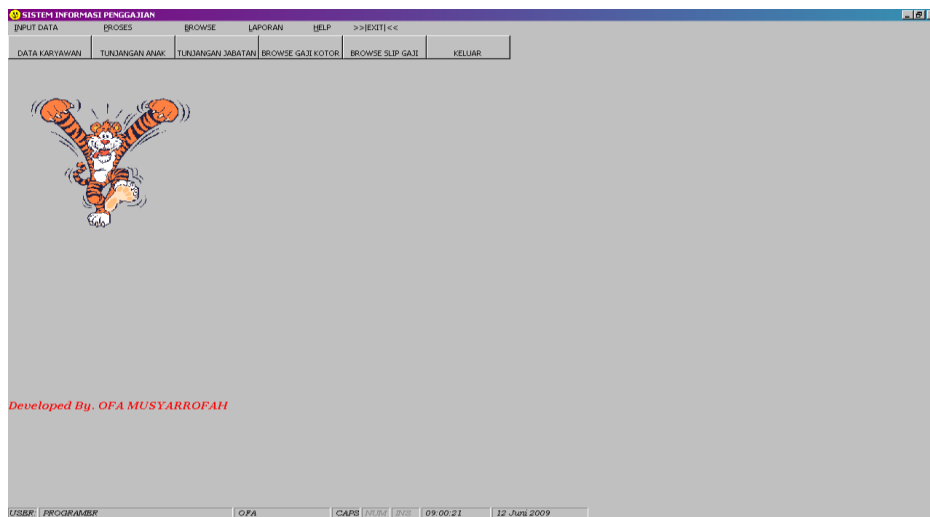 SISTEM INFORMASI PENGGAJIAN
INPUT DATA PROSES BROWSE LAPORAN HELP >>|EXIT|<<
DATA KARYAWAN TUNJANGAN ANAK TUNJANGAN JABATAN BROWSE GAJI KOTOR BROWSE SLIP GAJI KELUAR
Developed By. OFA MUSYARROFAH
USER: PROGRAMER OFA CAPS NUM INS 09:00:21 12 Juni 2009